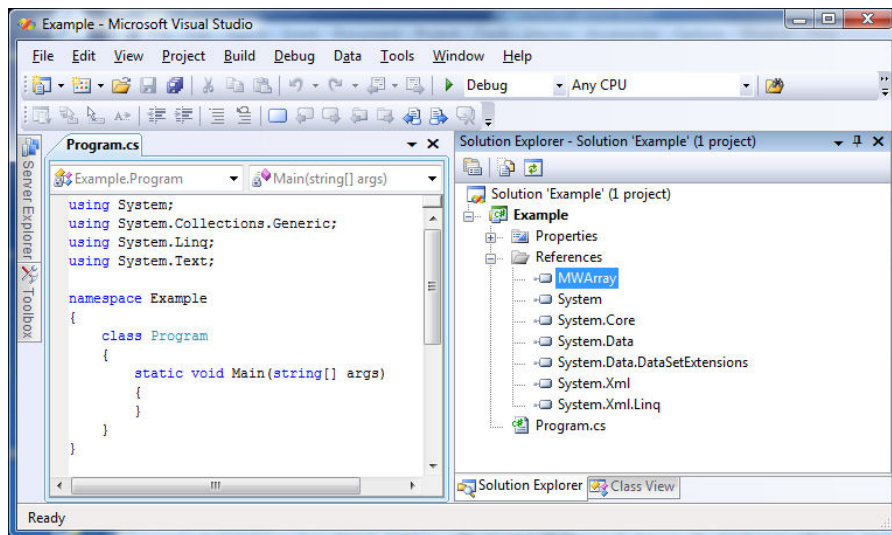 Example - Microsoft Visual Studio
File Edit View Project Build Debug Data Tools Window Help
Debug Any CPU
Program.cs
Example.Program Main(string[] args)
using System;
using System.Collections.Generic;
using System.Linq;
using System.Text;
namespace Example
{
class Program
{
static void Main(string[] args)
{
}
}
}
Server Explorer
Toolbox
Solution Explorer - Solution 'Example' (1 project)
Solution 'Example' (1 project)
Example
Properties
References
MWArray
System
System.Core
System.Data
System.Data.DataSetExtensions
System.Xml
System.Xml.Linq
Program.cs
Solution Explorer Class View
Ready